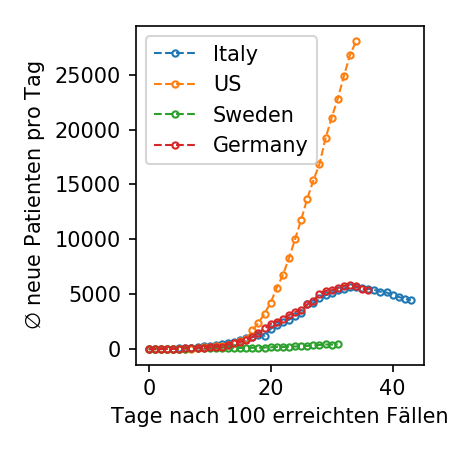 Italy
US
Sweden
Germany
∅ neue Patienten pro Tag
25000
20000
15000
10000
5000
0
0 20 40
Tage nach 100 erreichten Fällen